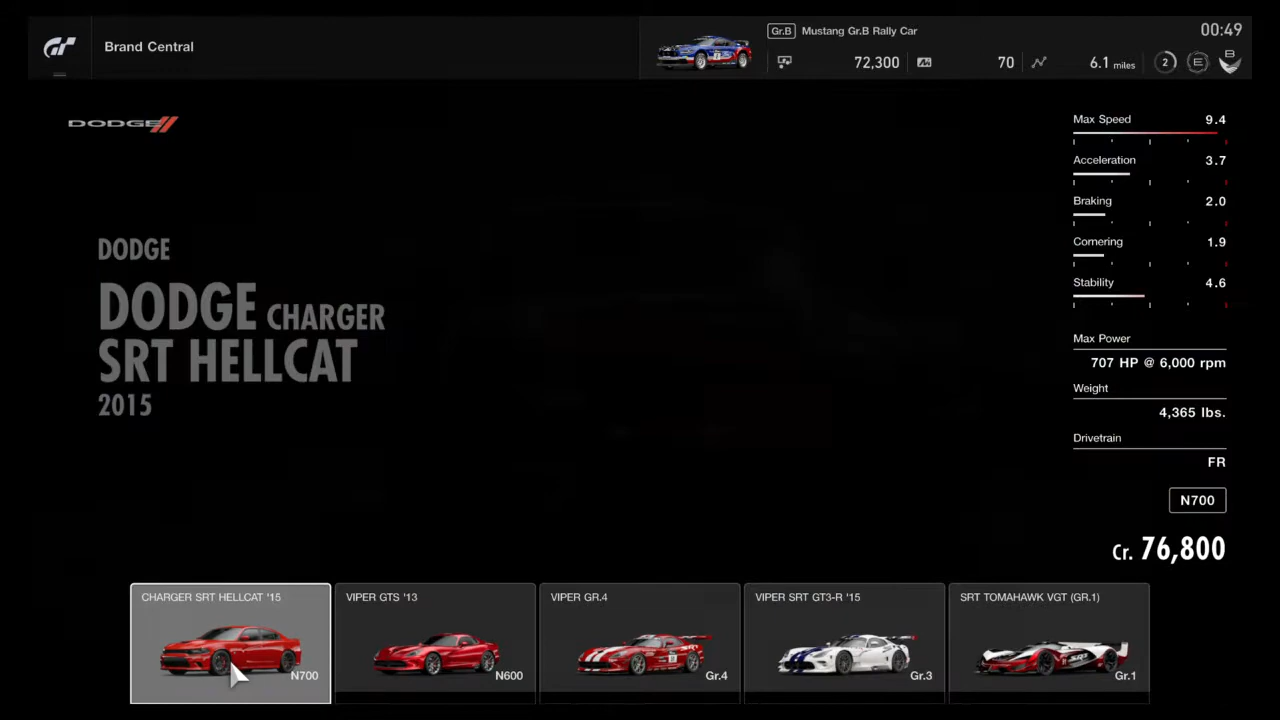 Brand Central
Gr.B Mustang Gr.B Rally Car
00:49
72,300
70
6.1 miles
2
E
B
DODGE
Max Speed 9.4
Acceleration 3.7
Braking 2.0
Cornering 1.9
Stability 4.6
DODGE
DODGE CHARGER
SRT HELLCAT
2015
Max Power
707 HP @ 6,000 rpm
Weight
4,365 lbs.
Drivetrain
FR
N700
Cr. 76,800
CHARGER SRT HELLCAT '15
N700
VIPER GTS '13
N600
VIPER GR.4
Gr.4
VIPER SRT GT3-R '15
Gr.3
SRT TOMAHAWK VGT (GR.1)
Gr.1